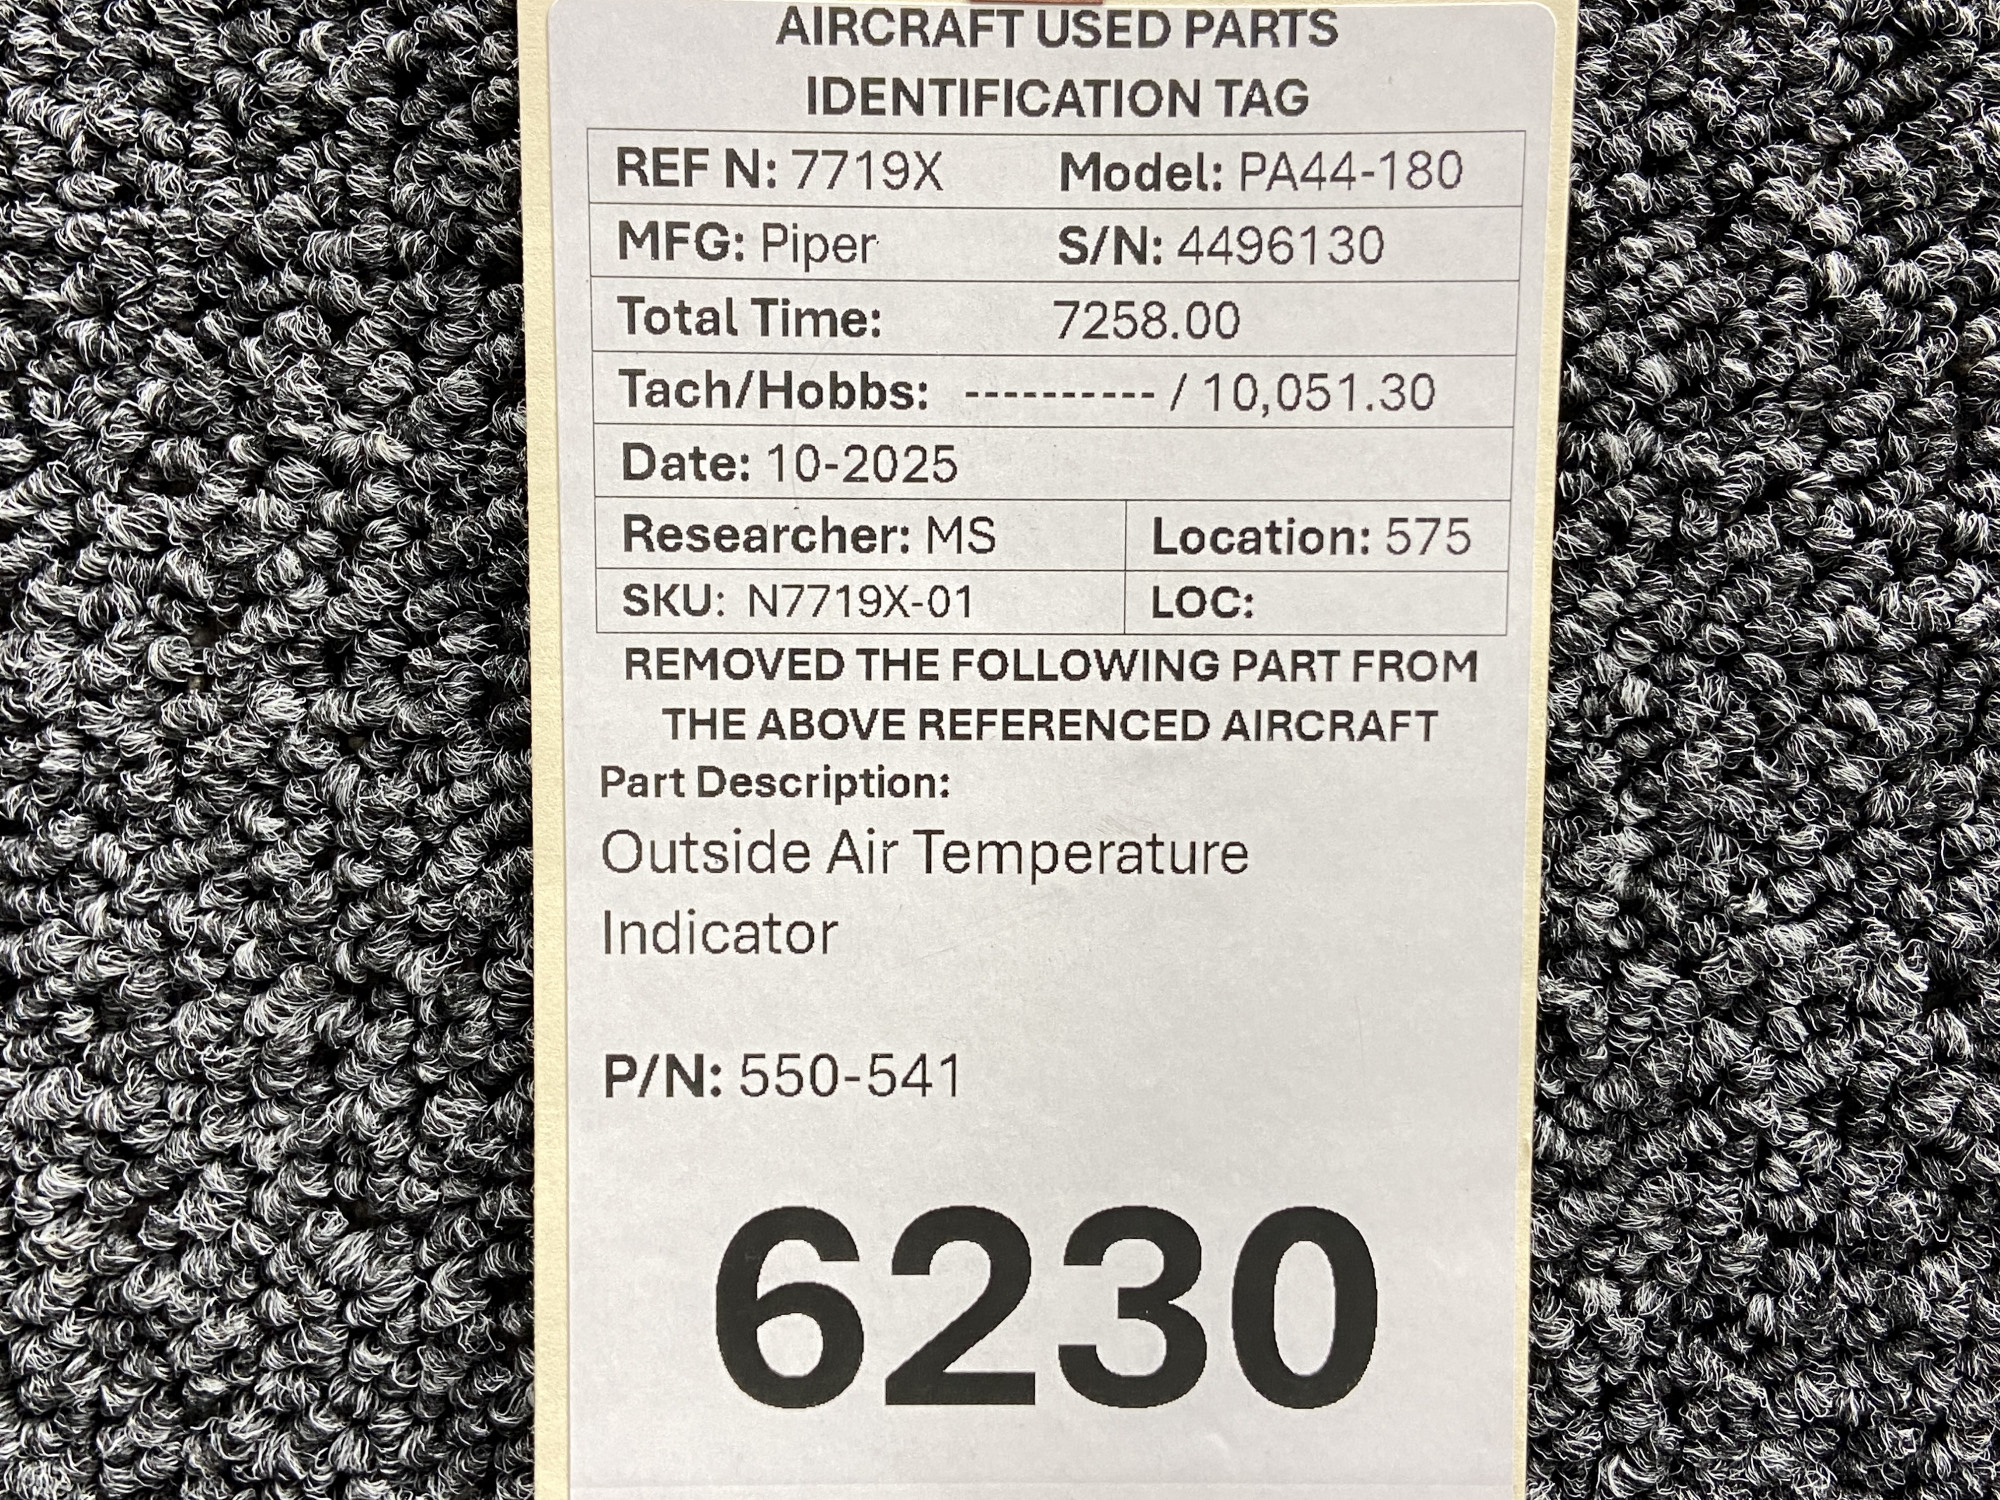 AIRCRAFT USED PARTS
IDENTIFICATION TAG
REF N: 7719X Model: PA44-180
MFG: Piper S/N: 4496130
Total Time: 7258.00
Tach/Hobbs: ---------- / 10,051.30
Date: 10-2025
Researcher: MS Location: 575
SKU: N7719X-01 LOC:
REMOVED THE FOLLOWING PART FROM
THE ABOVE REFERENCED AIRCRAFT
Part Description:
Outside Air Temperature
Indicator
P/N: 550-541
6230